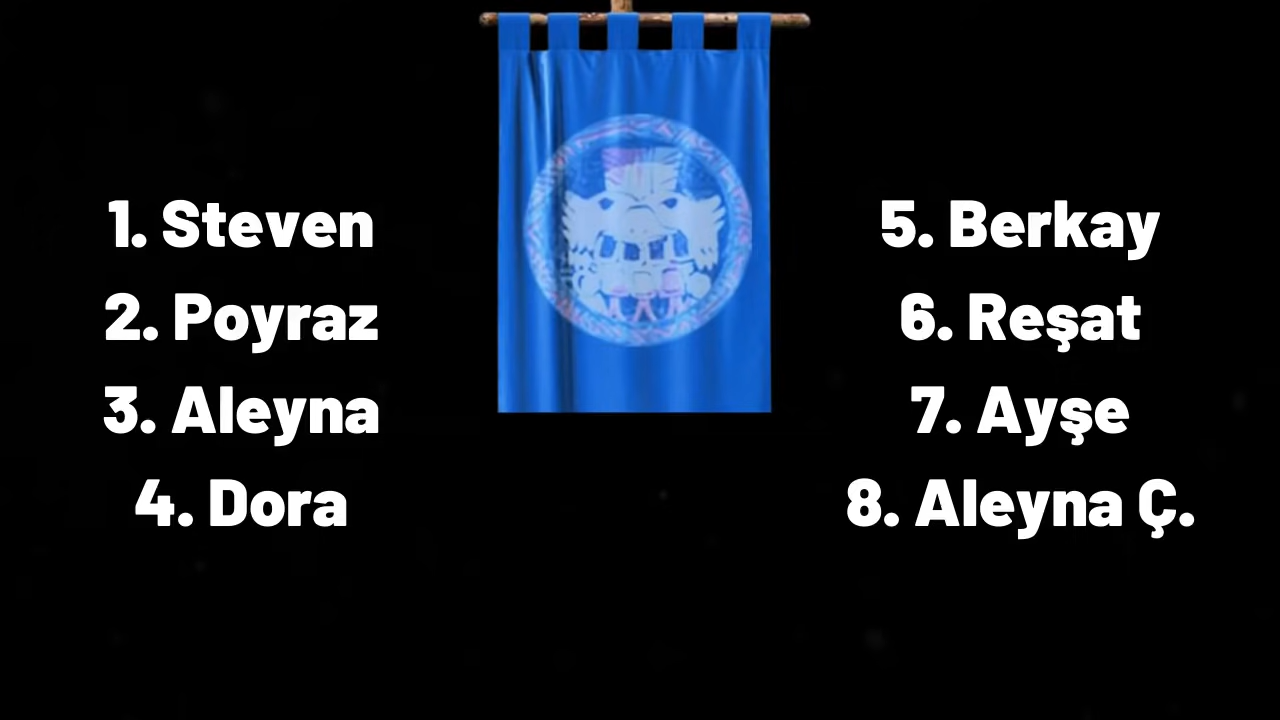 1. Steven
2. Poyraz
3. Aleyna
4. Dora
5. Berkay
6. Reşat
7. Ayşe
8. Aleyna Ç.